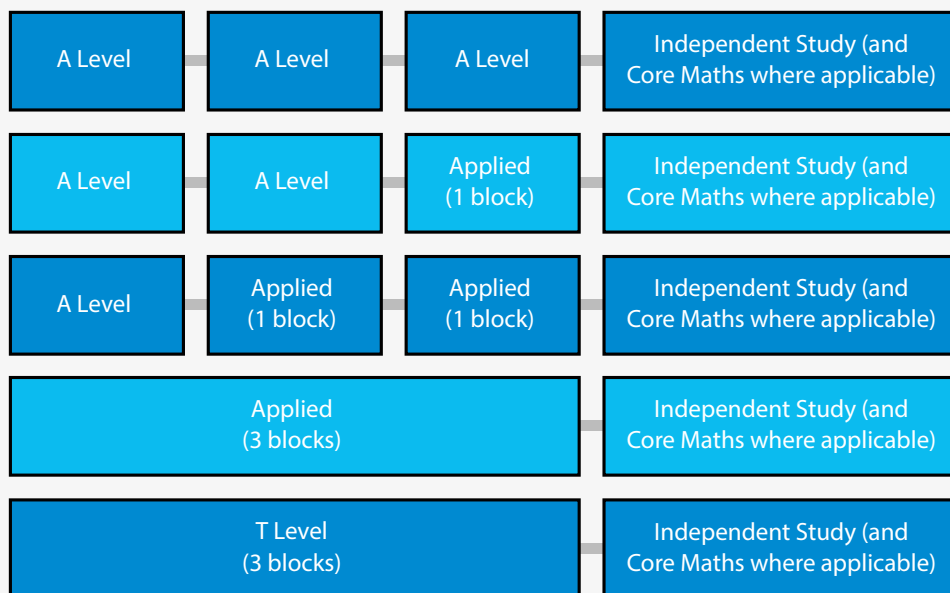 A Level
A Level
A Level
Independent Study (and
Core Maths where applicable)
A Level
A Level
Applied
(1 block)
Independent Study (and
Core Maths where applicable)
A Level
Applied
(1 block)
Applied
(1 block)
Independent Study (and
Core Maths where applicable)
Applied
(3 blocks)
Independent Study (and
Core Maths where applicable)
T Level
(3 blocks)
Independent Study (and
Core Maths where applicable)